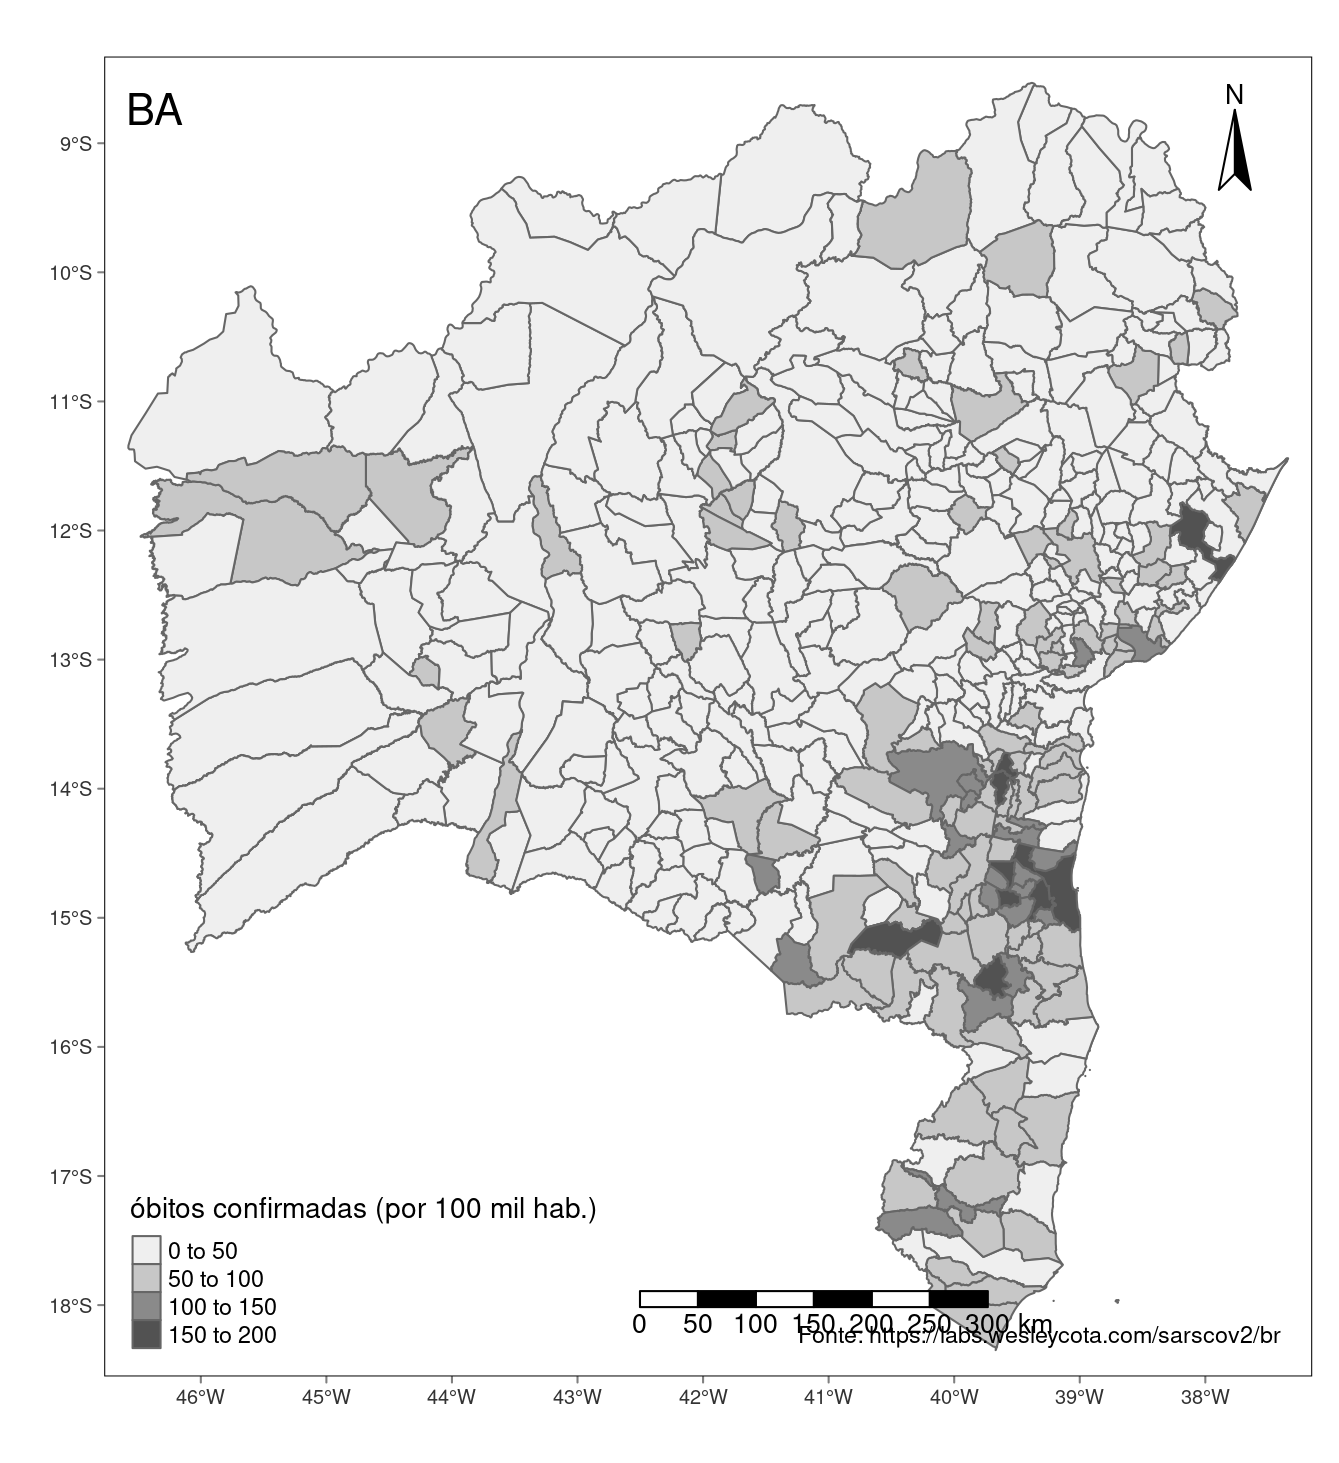 BA
N
9°S
10°S
11°S
12°S
13°S
14°S
15°S
16°S
17°S
18°S
óbitos confirmadas (por 100 mil hab.)
0 to 50
50 to 100
100 to 150
150 to 200
0 50 100 150 200 250 300 km
Fonte: https://labs.wesleycota.com/sarscov2/br
46°W 45°W 44°W 43°W 42°W 41°W 40°W 39°W 38°W